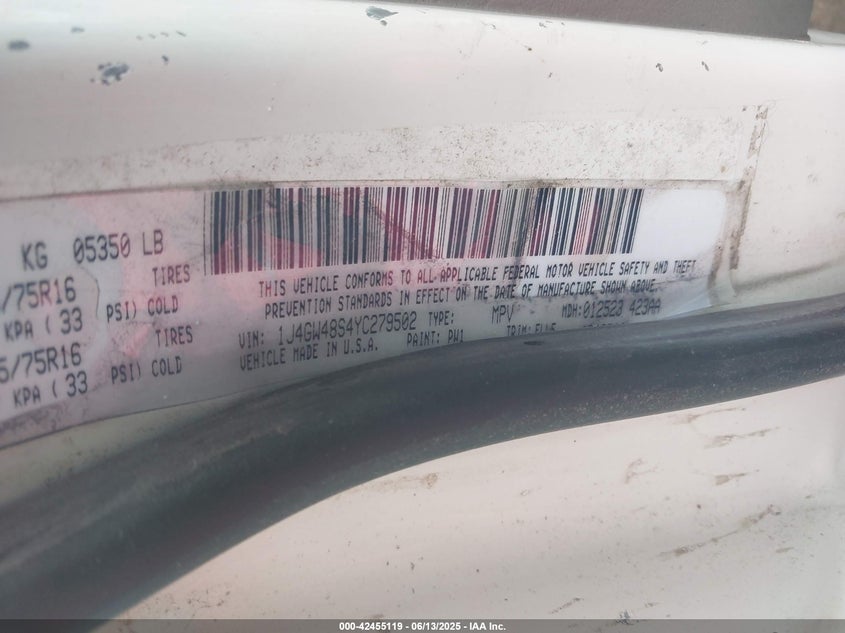 KG 05350 LB
TIRES
/75R16
KPA ( 33 PSI) COLD
TIRES
5/75R16
KPA ( 33 PSI) COLD
THIS VEHICLE CONFORMS TO ALL APPLICABLE FEDERAL MOTOR VEHICLE SAFETY AND THEFT
PREVENTION STANDARDS IN EFFECT ON THE DATE OF MANUFACTURE SHOWN ABOVE.
VIN: 1J4GW48S4YC279502 TYPE: MPV MDH: 012523 423AA
VEHICLE MADE IN U.S.A. PAINT: PW1 TRIM:
000-42455119 - 06/13/2025 - IAA Inc.